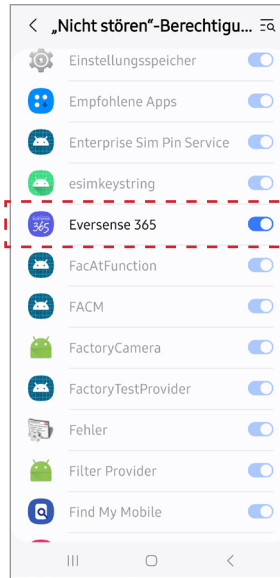 „Nicht stören“-Berechtigu...
Einstellungsspeicher
Empfohlene Apps
Enterprise Sim Pin Service
esimkeystring
365
Eversense 365
FacAtFunction
FACM
FactoryCamera
FactoryTestProvider
Fehler
Filter Provider
Find My Mobile